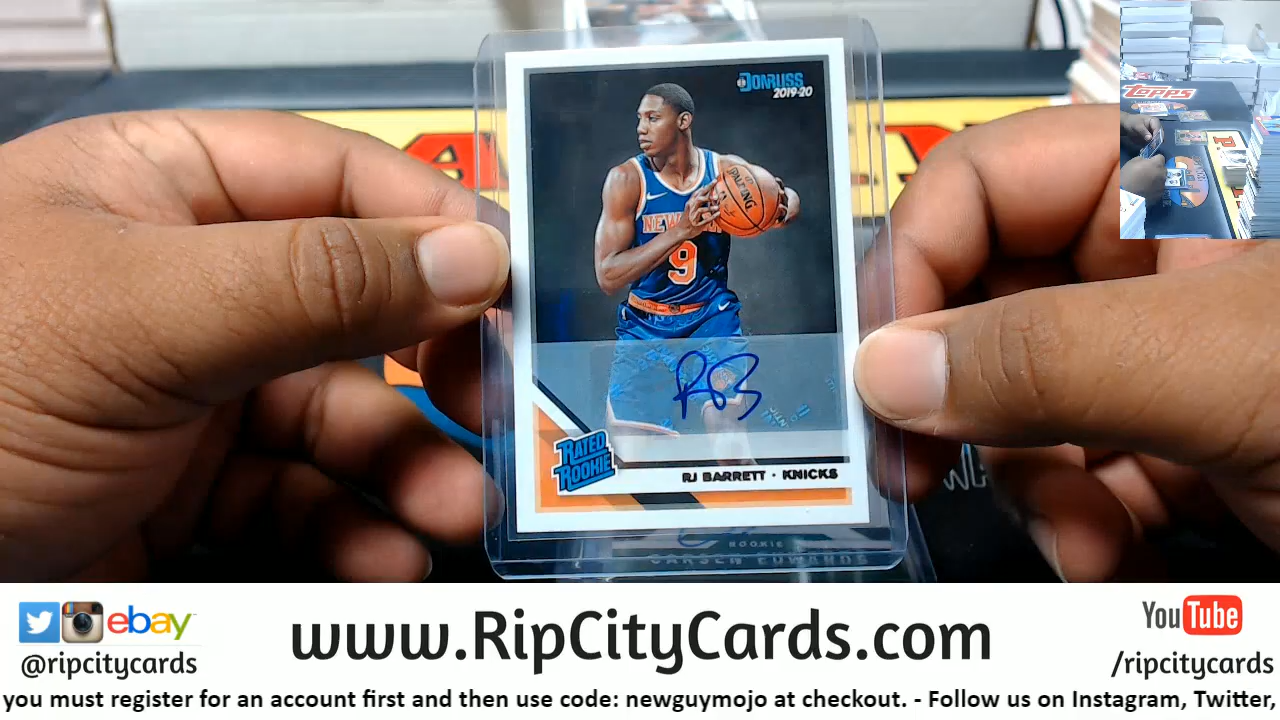 Donruss
2019-20
SPALDING
NEW
9
RATED
ROOKIE
RJ BARRETT · KNICKS
ROOKIE
CARSEN EDWARDS
TOPPS
ebay
@ripcitycards
www.RipCityCards.com
YouTube
/ripcitycards
you must register for an account first and then use code: newguymojo at checkout. - Follow us on Instagram, Twitter,